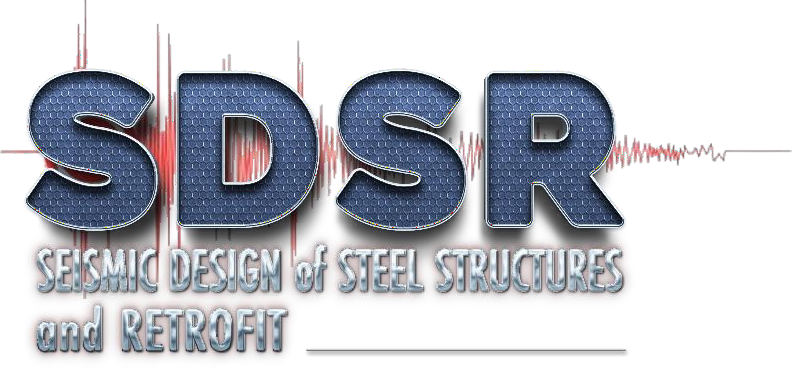 SDSR
SEISMIC DESIGN of STEEL STRUCTURES
and RETROFIT